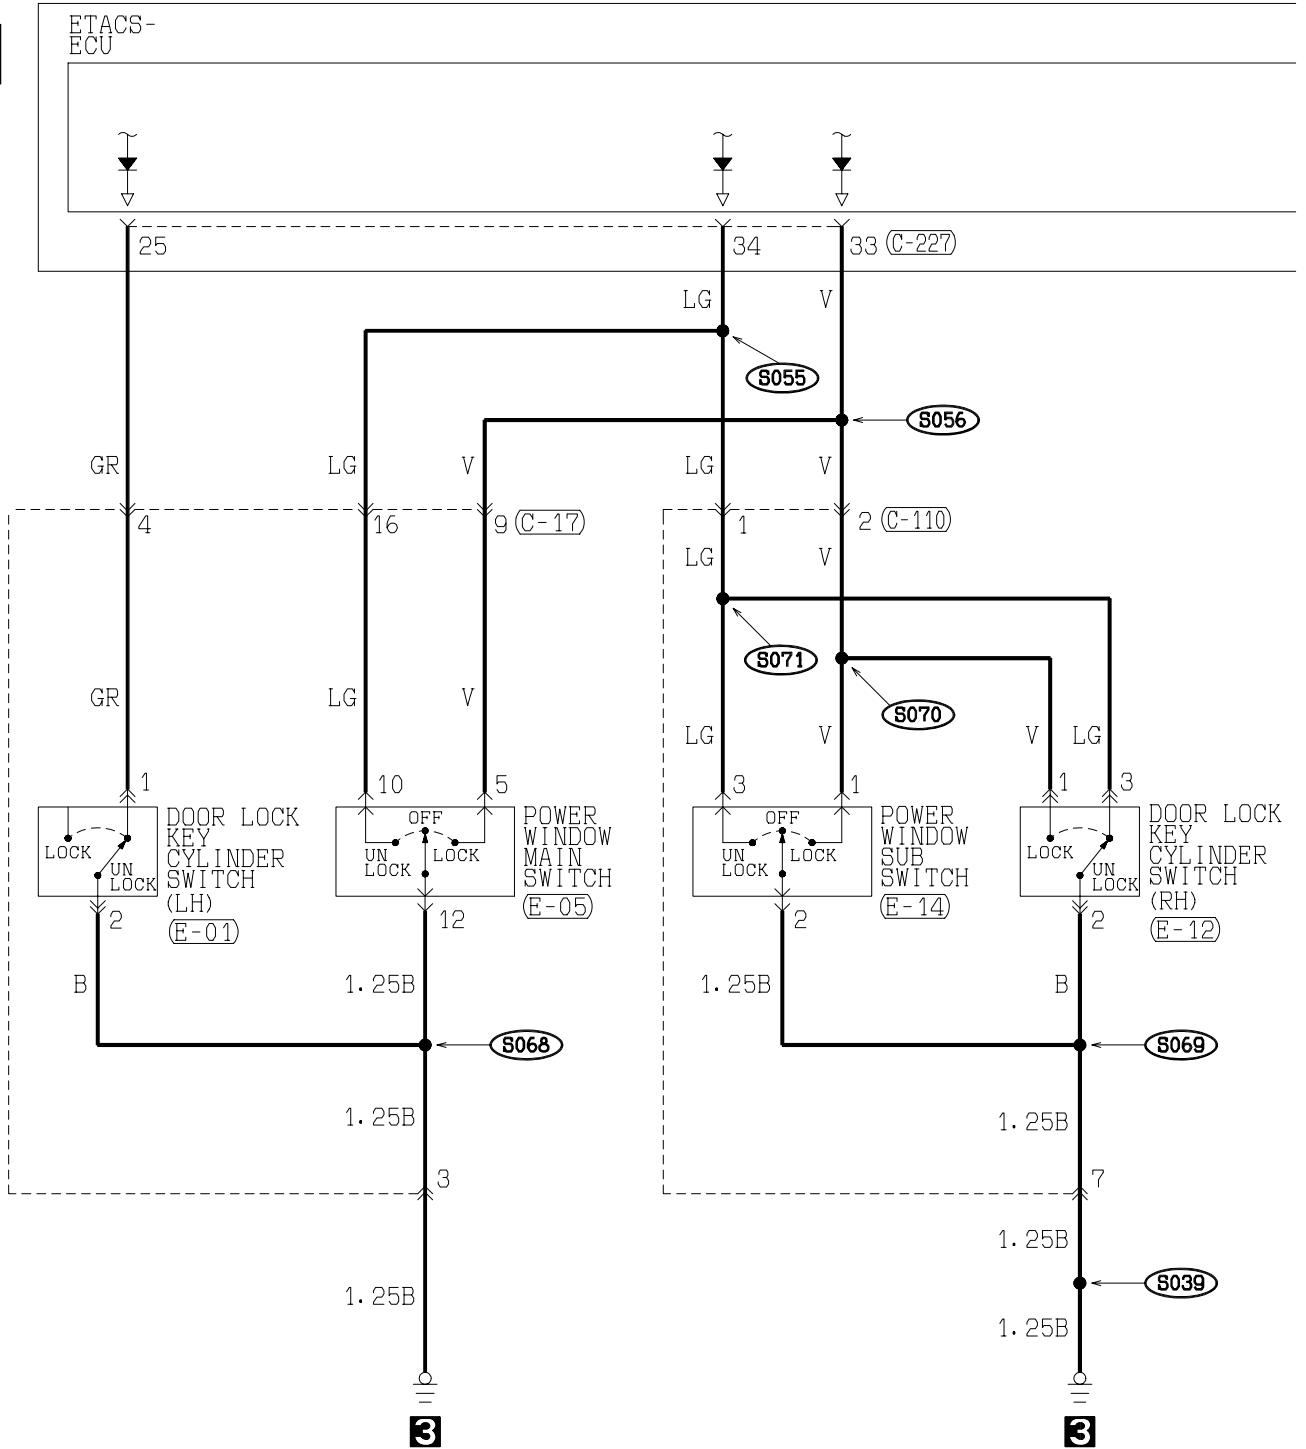 ETACS-
ECU
25
34
33 (C-227)
LG
V
S055
S056
GR
LG
V
LG
V
4
16
9 (C-17)
1
2 (C-110)
LG
V
S071
S070
GR
LG
V
LG
V
V
LG
1
10
5
3
1
1
3
LOCK
UN
LOCK
DOOR LOCK
KEY
CYLINDER
SWITCH
(LH)
(E-01)
OFF
UN
LOCK
LOCK
POWER
WINDOW
MAIN
SWITCH
(E-05)
OFF
UN
LOCK
LOCK
POWER
WINDOW
SUB
SWITCH
(E-14)
LOCK
UN
LOCK
DOOR LOCK
KEY
CYLINDER
SWITCH
(RH)
(E-12)
2
12
2
2
B
1.25B
1.25B
B
S068
S069
1.25B
1.25B
3
7
1.25B
S039
1.25B
1.25B
3
3